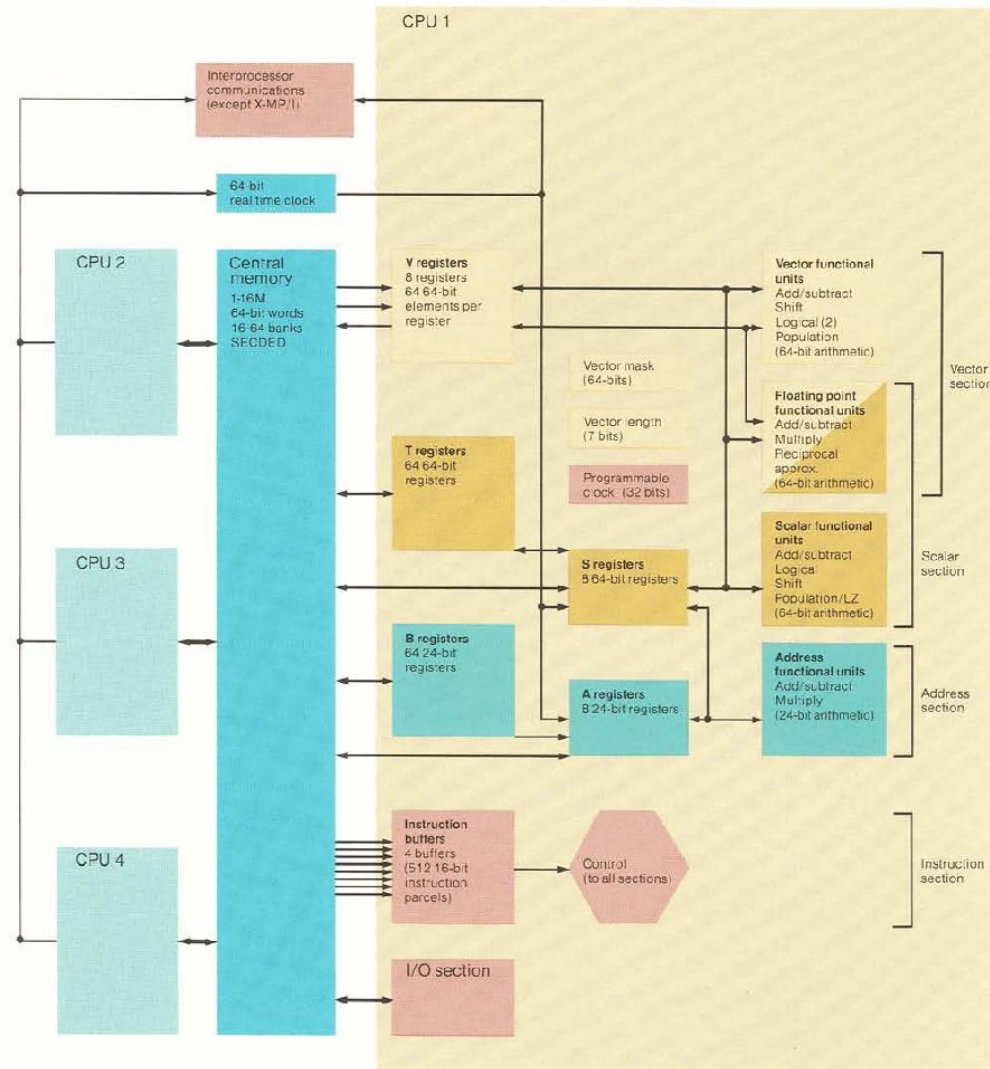 CPU 1
Interprocessor
communications
(except X-MP/1)
64-bit
real time clock
CPU 2
Central
memory
1-16M
64-bit words
16-64 banks
SECDED
V registers
8 registers
64 64-bit
elements per
register
Vector functional
units
Add/subtract
Shift
Logical (2)
Population
(64-bit arithmetic)
Vector
section
Vector mask
(64-bits)
Vector length
(7 bits)
Programmable
clock (32 bits)
Floating point
functional units
Add/subtract
Multiply
Reciprocal
approx.
(64-bit arithmetic)
T registers
64 64-bit
registers
CPU 3
S registers
8 64-bit registers
Scalar functional
units
Add/subtract
Logical
Shift
Population/LZ
(64-bit arithmetic)
Scalar
section
B registers
64 24-bit
registers
A registers
8 24-bit registers
Address
functional units
Add/subtract
Multiply
(24-bit arithmetic)
Address
section
CPU 4
Instruction
buffers
4 buffers
(512 16-bit
instruction
parcels)
Control
(to all sections)
Instruction
section
I/O section